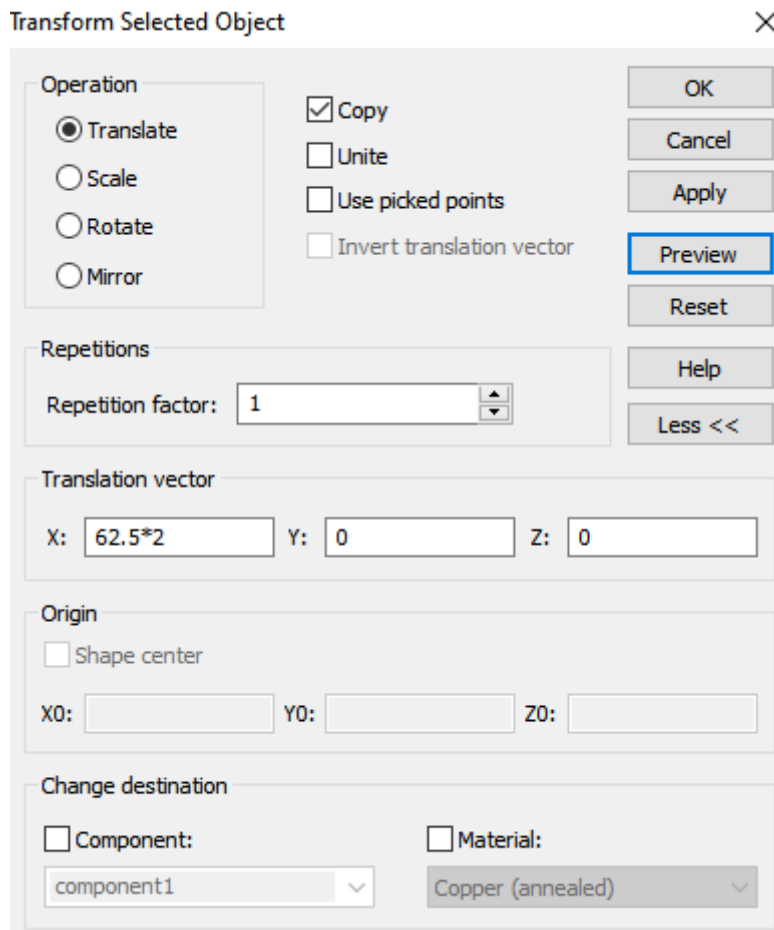 Transform Selected Object
Operation
Translate
Scale
Rotate
Mirror
Copy
Unite
Use picked points
Invert translation vector
OK
Cancel
Apply
Preview
Reset
Help
Less <<
Repetitions
Repetition factor: 1
Translation vector
X: 62.5*2 Y: 0 Z: 0
Origin
Shape center
X0: Y0: Z0:
Change destination
Component: Material:
component1 Copper (annealed)